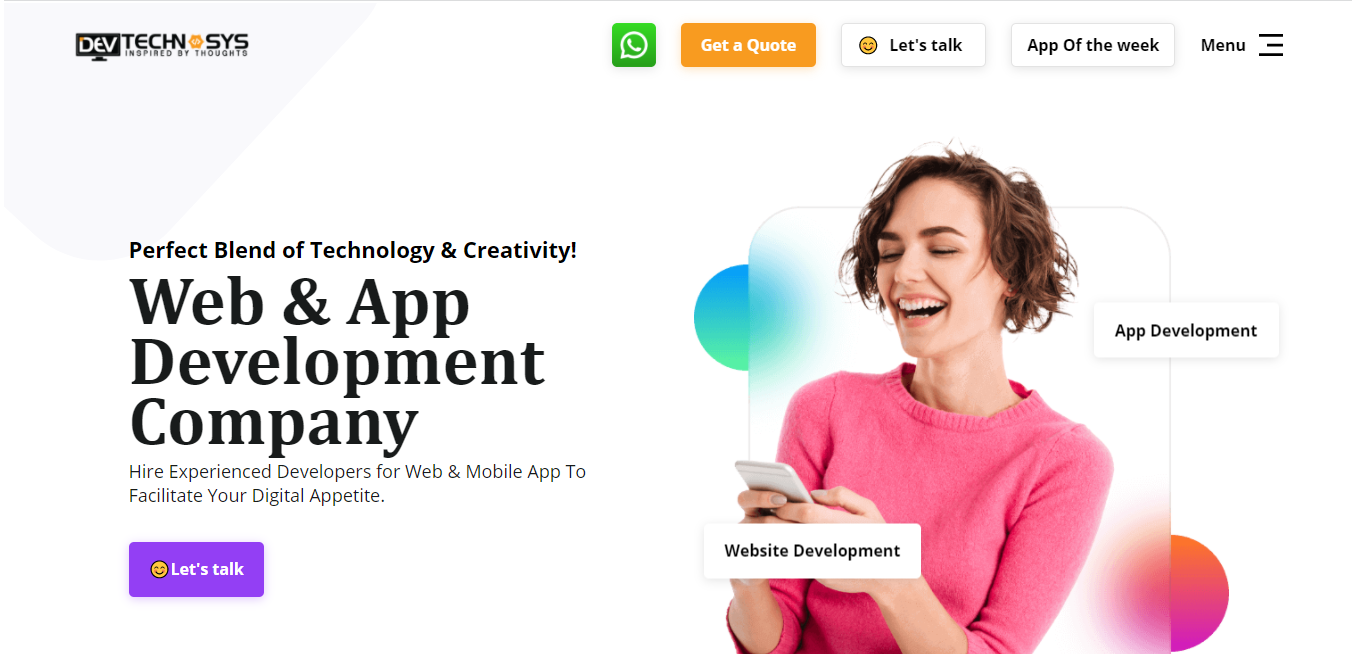 DEV TECHNOSYS
INSPIRED BY THOUGHTS
Get a Quote
Let's talk
App Of the week
Menu
Perfect Blend of Technology & Creativity!
Web & App
Development
Company
Hire Experienced Developers for Web & Mobile App To
Facilitate Your Digital Appetite.
Let's talk
App Development
Website Development